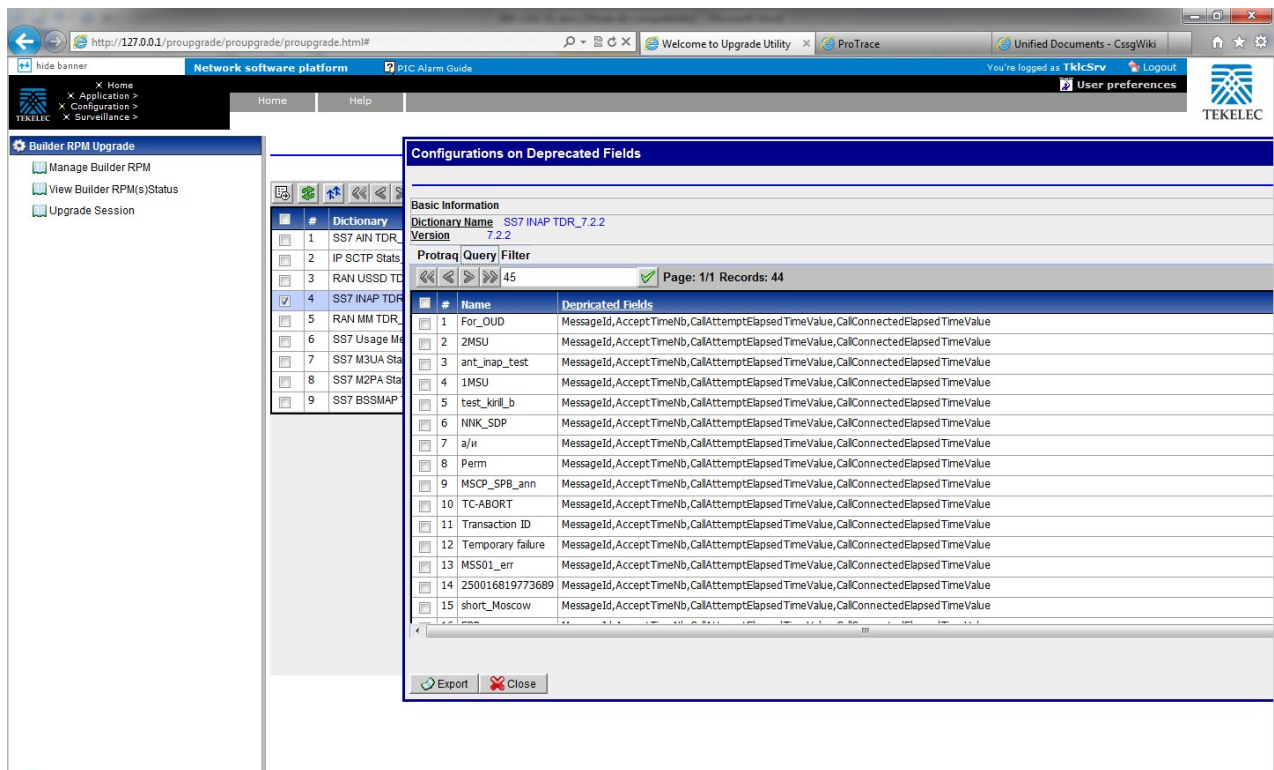 http://127.0.0.1/proupgrade/proupgrade/proupgrade.html#
Welcome to Upgrade Utility
ProTrace
Unified Documents - CssgWiki
hide banner
Network software platform
PIC Alarm Guide
You're logged as TklcSrv
Logout
Home
Application >
Configuration >
Surveillance >
TEKELEC
Home
Help
User preferences
TEKELEC
Builder RPM Upgrade
Manage Builder RPM
View Builder RPM(s)Status
Upgrade Session
# Dictionary
1 SS7 AIN TDR_
2 IP SCTP Stats_
3 RAN USSD TD
4 SS7 INAP TDR
5 RAN MM TDR_
6 SS7 Usage Me
7 SS7 M3UA Sta
8 SS7 M2PA Sta
9 SS7 BSSMAP
Configurations on Deprecated Fields
Basic Information
Dictionary Name SS7 INAP TDR_7.2.2
Version 7.2.2
Protraq Query Filter
45
Page: 1/1 Records: 44
# Name Depricated Fields
1 For_OUD MessageId,AcceptTimeNb,CallAttemptElapsedTimeValue,CallConnectedElapsedTimeValue
2 2MSU MessageId,AcceptTimeNb,CallAttemptElapsedTimeValue,CallConnectedElapsedTimeValue
3 ant_inap_test MessageId,AcceptTimeNb,CallAttemptElapsedTimeValue,CallConnectedElapsedTimeValue
4 1MSU MessageId,AcceptTimeNb,CallAttemptElapsedTimeValue,CallConnectedElapsedTimeValue
5 test_kirill_b MessageId,AcceptTimeNb,CallAttemptElapsedTimeValue,CallConnectedElapsedTimeValue
6 NNK_SDP MessageId,AcceptTimeNb,CallAttemptElapsedTimeValue,CallConnectedElapsedTimeValue
7 а/и MessageId,AcceptTimeNb,CallAttemptElapsedTimeValue,CallConnectedElapsedTimeValue
8 Perm MessageId,AcceptTimeNb,CallAttemptElapsedTimeValue,CallConnectedElapsedTimeValue
9 MSCP_SPB_ann MessageId,AcceptTimeNb,CallAttemptElapsedTimeValue,CallConnectedElapsedTimeValue
10 TC-ABORT MessageId,AcceptTimeNb,CallAttemptElapsedTimeValue,CallConnectedElapsedTimeValue
11 Transaction ID MessageId,AcceptTimeNb,CallAttemptElapsedTimeValue,CallConnectedElapsedTimeValue
12 Temporary failure MessageId,AcceptTimeNb,CallAttemptElapsedTimeValue,CallConnectedElapsedTimeValue
13 MSS01_err MessageId,AcceptTimeNb,CallAttemptElapsedTimeValue,CallConnectedElapsedTimeValue
14 250016819773689 MessageId,AcceptTimeNb,CallAttemptElapsedTimeValue,CallConnectedElapsedTimeValue
15 short_Moscow MessageId,AcceptTimeNb,CallAttemptElapsedTimeValue,CallConnectedElapsedTimeValue
Export
Close